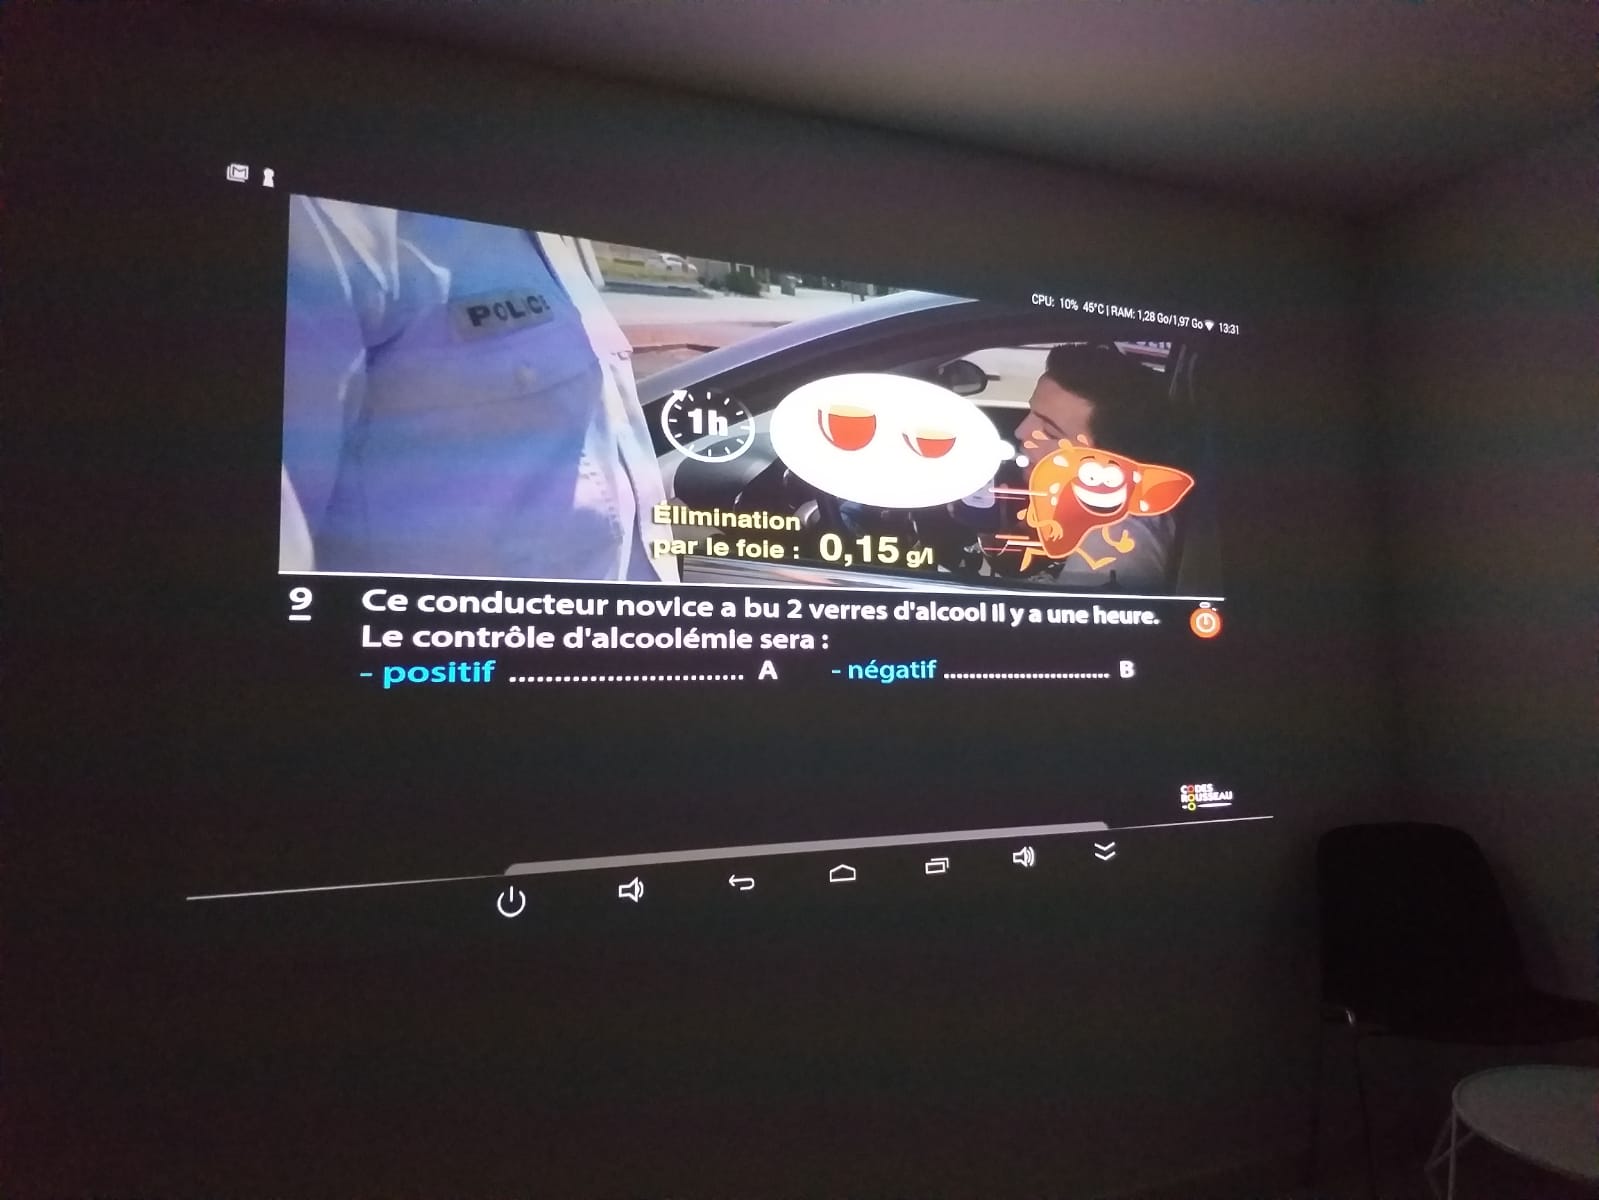 CPU: 10% 45°C | RAM: 1,28 Go/1,97 Go 13:31
POLICE
1h
Élimination
par le foie : 0,15 g/l
9 Ce conducteur novice a bu 2 verres d'alcool il y a une heure.
Le contrôle d'alcoolémie sera :
- positif ........................... A - négatif ........................... B
CODES
ROUSSEAU